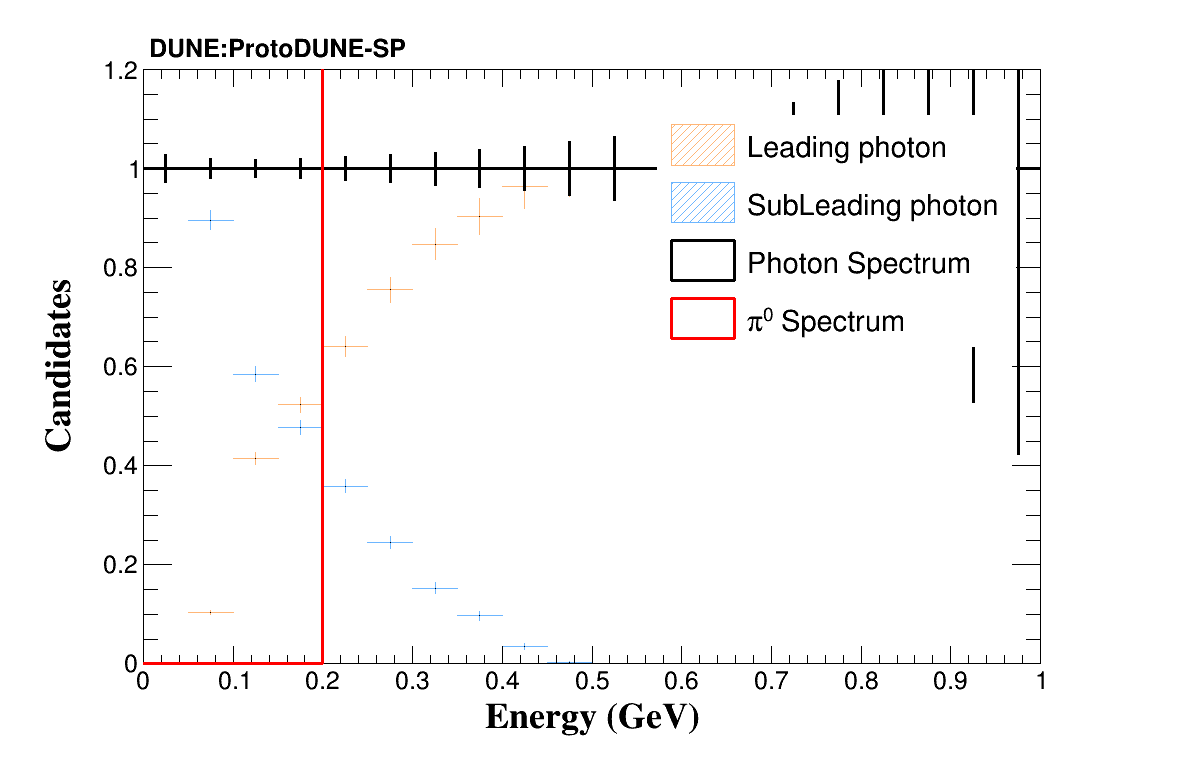 DUNE:ProtoDUNE-SP
1.2
1
0.8
0.6
0.4
0.2
0
Candidates
Leading photon
SubLeading photon
Photon Spectrum
π⁰ Spectrum
0 0.1 0.2 0.3 0.4 0.5 0.6 0.7 0.8 0.9 1
Energy (GeV)